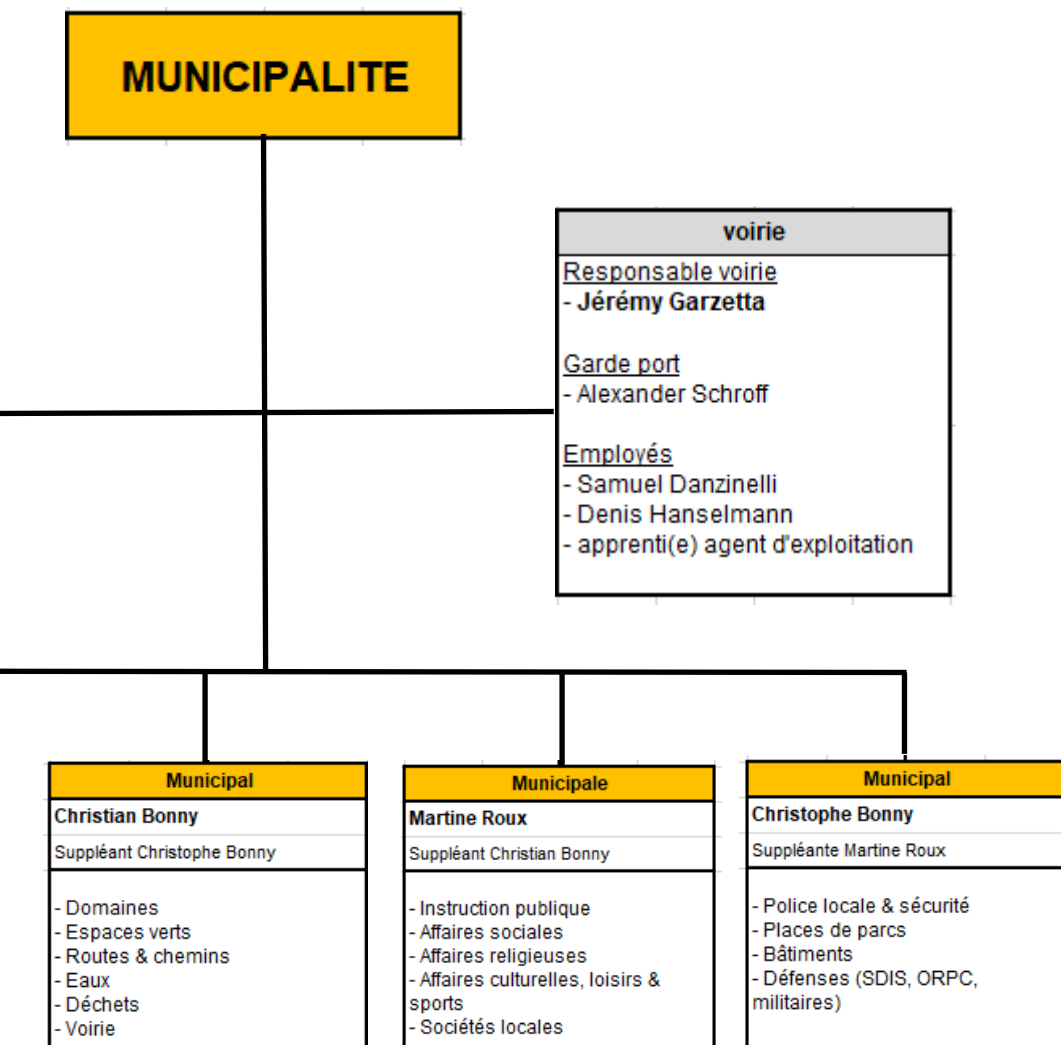 MUNICIPALITE
voirie
Responsable voirie
- Jérémy Garzetta
Garde port
- Alexander Schroff
Employés
- Samuel Danzinelli
- Denis Hanselmann
- apprenti(e) agent d'exploitation
Municipal
Christian Bonny
Suppléant Christophe Bonny
- Domaines
- Espaces verts
- Routes & chemins
- Eaux
- Déchets
- Voirie
Municipale
Martine Roux
Suppléant Christian Bonny
- Instruction publique
- Affaires sociales
- Affaires religieuses
- Affaires culturelles, loisirs &
sports
- Sociétés locales
Municipal
Christophe Bonny
Suppléante Martine Roux
- Police locale & sécurité
- Places de parcs
- Bâtiments
- Défenses (SDIS, ORPC,
militaires)